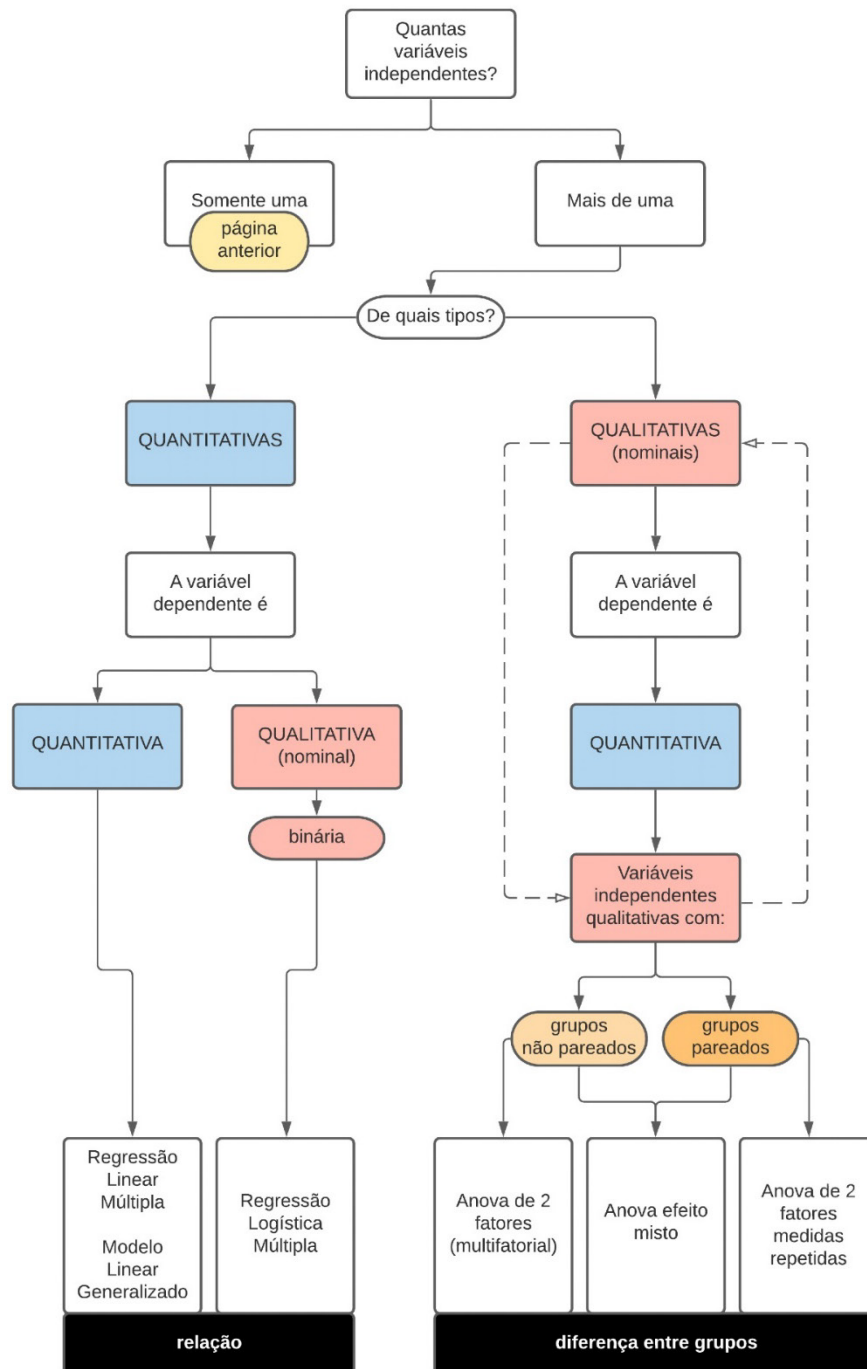 Quantas
variáveis
independentes?
Somente uma
página
anterior
Mais de uma
De quais tipos?
QUANTITATIVAS
QUALITATIVAS
(nominais)
A variável
dependente é
A variável
dependente é
QUANTITATIVA
QUALITATIVA
(nominal)
QUANTITATIVA
binária
Variáveis
independentes
qualitativas com:
grupos
não pareados
grupos
pareados
Regressão
Linear
Múltipla
Modelo
Linear
Generalizado
Regressão
Logística
Múltipla
Anova de 2
fatores
(multifatorial)
Anova efeito
misto
Anova de 2
fatores
medidas
repetidas
relação
diferença entre grupos